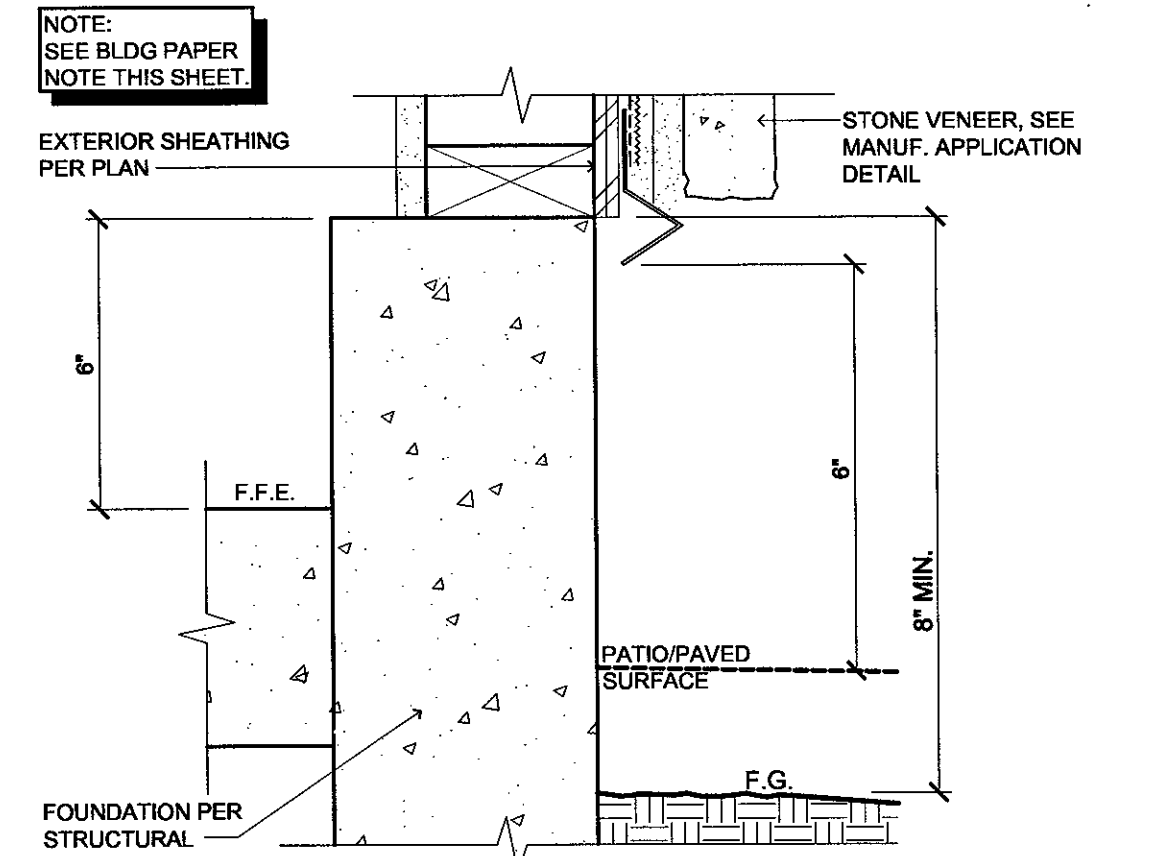 NOTE:
SEE BLDG PAPER
NOTE THIS SHEET.
EXTERIOR SHEATHING
PER PLAN
STONE VENEER, SEE
MANUF. APPLICATION
DETAIL
6"
F.F.E.
6"
8" MIN.
PATIO/PAVED
SURFACE
F.G.
FOUNDATION PER
STRUCTURAL